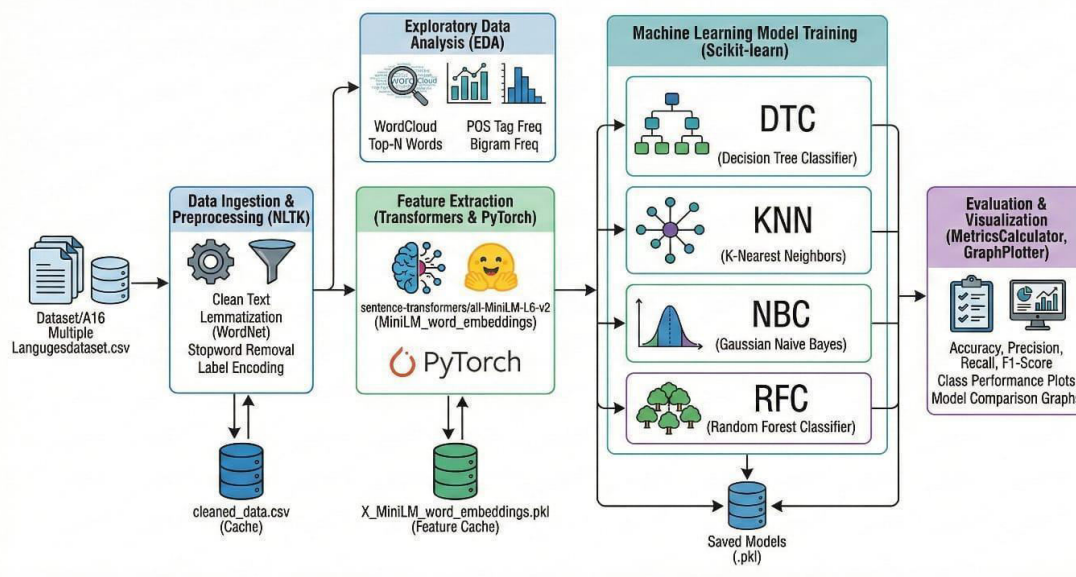 Dataset/A16
Multiple
Langugesdataset.csv
Data Ingestion &
Preprocessing (NLTK)
Clean Text
Lemmatization
(WordNet)
Stopword Removal
Label Encoding
cleaned_data.csv
(Cache)
Exploratory Data
Analysis (EDA)
word Cloud
WordCloud
Top-N Words
POS Tag Freq
Bigram Freq
Feature Extraction
(Transformers & PyTorch)
sentence-transformers/all-MiniLM-L6-v2
(MiniLM_word_embeddings)
PyTorch
X_MiniLM_word_embeddings.pkl
(Feature Cache)
Machine Learning Model Training
(Scikit-learn)
DTC
(Decision Tree Classifier)
KNN
(K-Nearest Neighbors)
NBC
(Gaussian Naive Bayes)
RFC
(Random Forest Classifier)
Saved Models
(.pkl)
Evaluation &
Visualization
(MetricsCalculator,
GraphPlotter)
Accuracy, Precision,
Recall, F1-Score
Class Performance Plots
Model Comparison Graphs